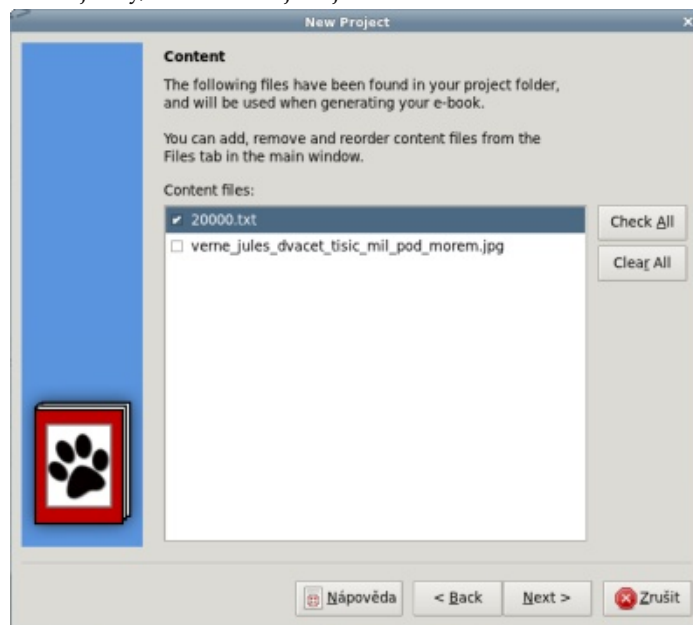 New Project
Content
The following files have been found in your project folder,
and will be used when generating your e-book.
You can add, remove and reorder content files from the
Files tab in the main window.
Content files:
20000.txt
verne_jules_dvacet_tisic_mil_pod_morem.jpg
Check All
Clear All
Nápověda
< Back
Next >
Zrušit